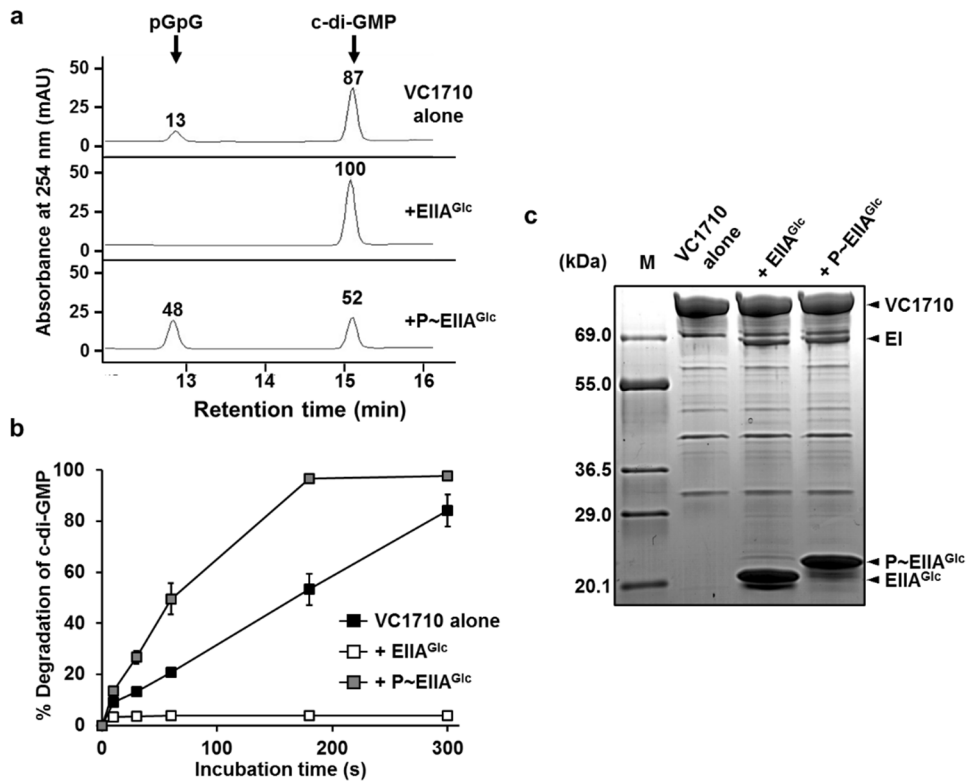 a
pGpG
c-di-GMP
Absorbance at 254 nm (mAU)
50
25
0
13
87
VC1710
alone
50
25
0
100
+EIIAGlc
50
25
0
48
52
+P~EIIAGlc
13
14
15
16
Retention time (min)
b
% Degradation of c-di-GMP
100
80
60
40
20
0
VC1710 alone
+ EIIAGlc
+ P~EIIAGlc
0
100
200
300
Incubation time (s)
c
(kDa)
M
VC1710
alone
+ EIIAGlc
+ P~EIIAGlc
69.0
55.0
36.5
29.0
20.1
VC1710
EI
P~EIIAGlc
EIIAGlc